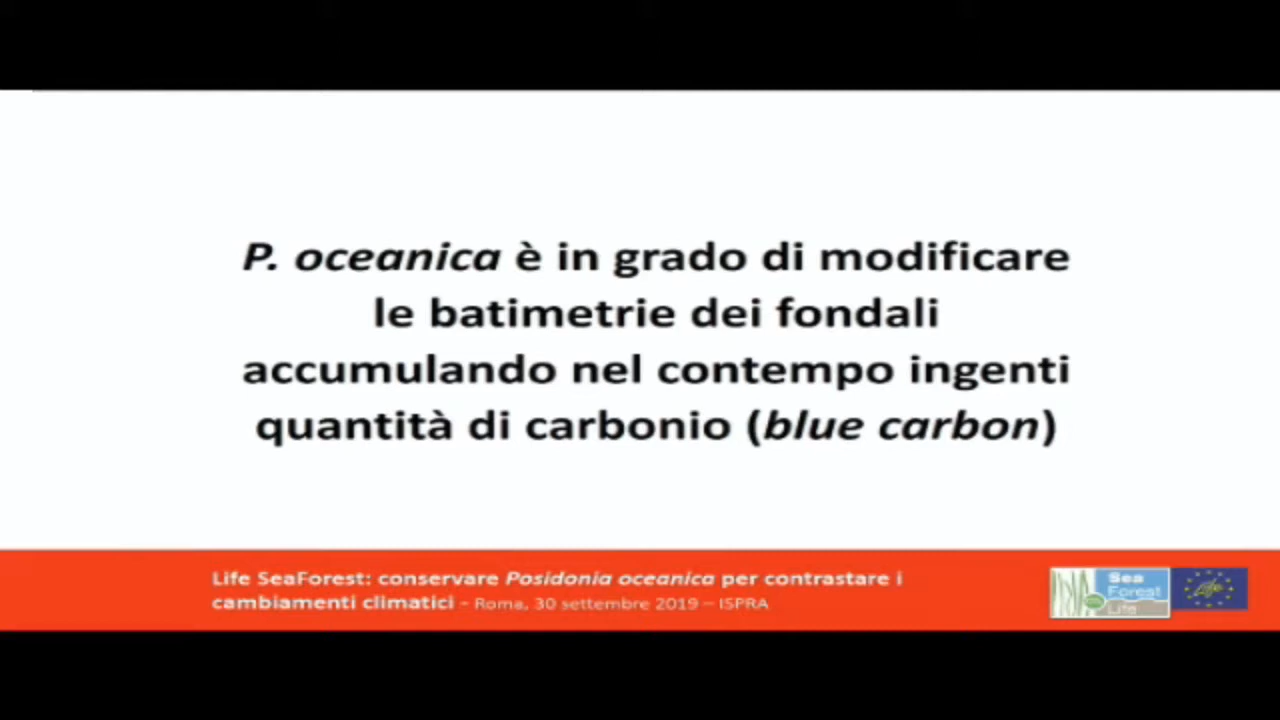 P. oceanica è in grado di modificare
le batimetrie dei fondali
accumulando nel contempo ingenti
quantità di carbonio (blue carbon)
Life SeaForest: conservare Posidonia oceanica per contrastare i
cambiamenti climatici – Roma, 30 settembre 2019 – ISPRA
Sea
Forest
Life
Life